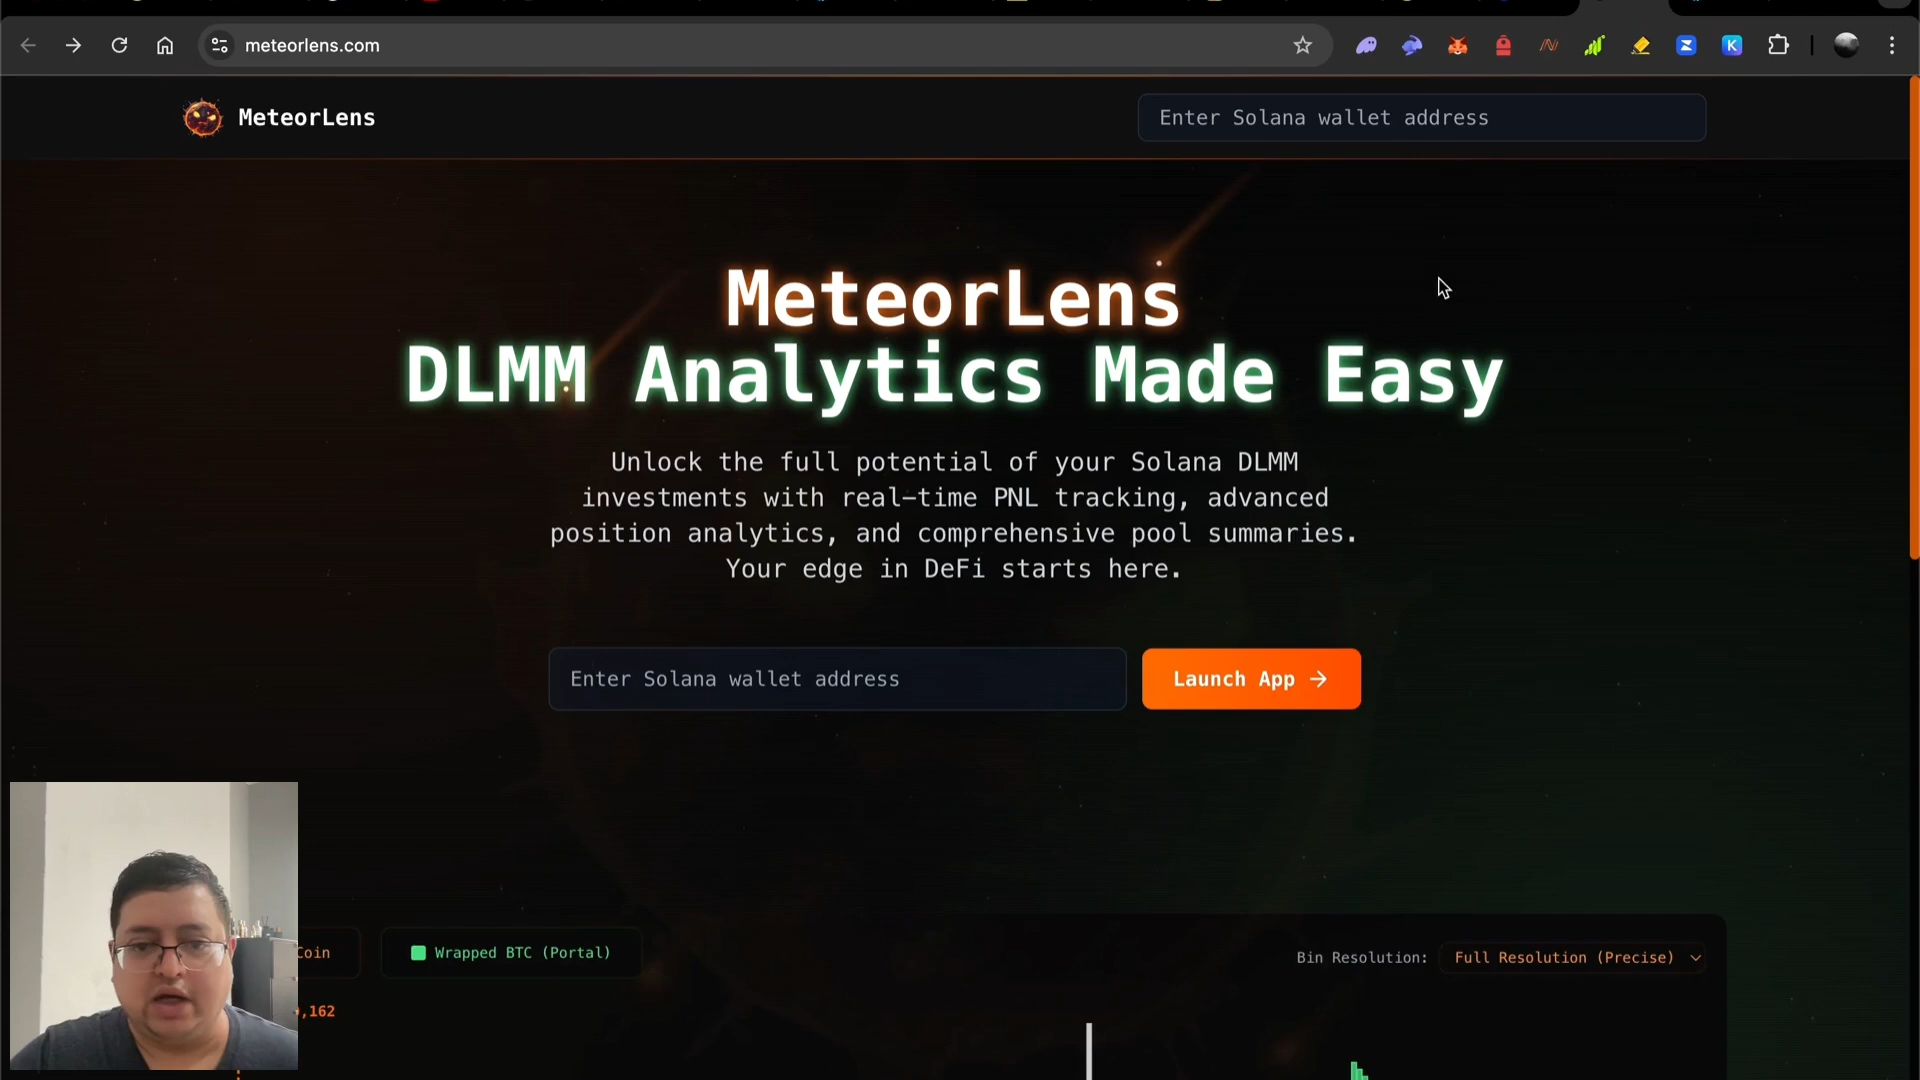 meteorlens.com
MeteorLens
Enter Solana wallet address
MeteorLens
DLMM Analytics Made Easy
Unlock the full potential of your Solana DLMM
investments with real-time PNL tracking, advanced
position analytics, and comprehensive pool summaries.
Your edge in DeFi starts here.
Enter Solana wallet address
Launch App →
Coin
Wrapped BTC (Portal)
Bin Resolution:
Full Resolution (Precise)
,162